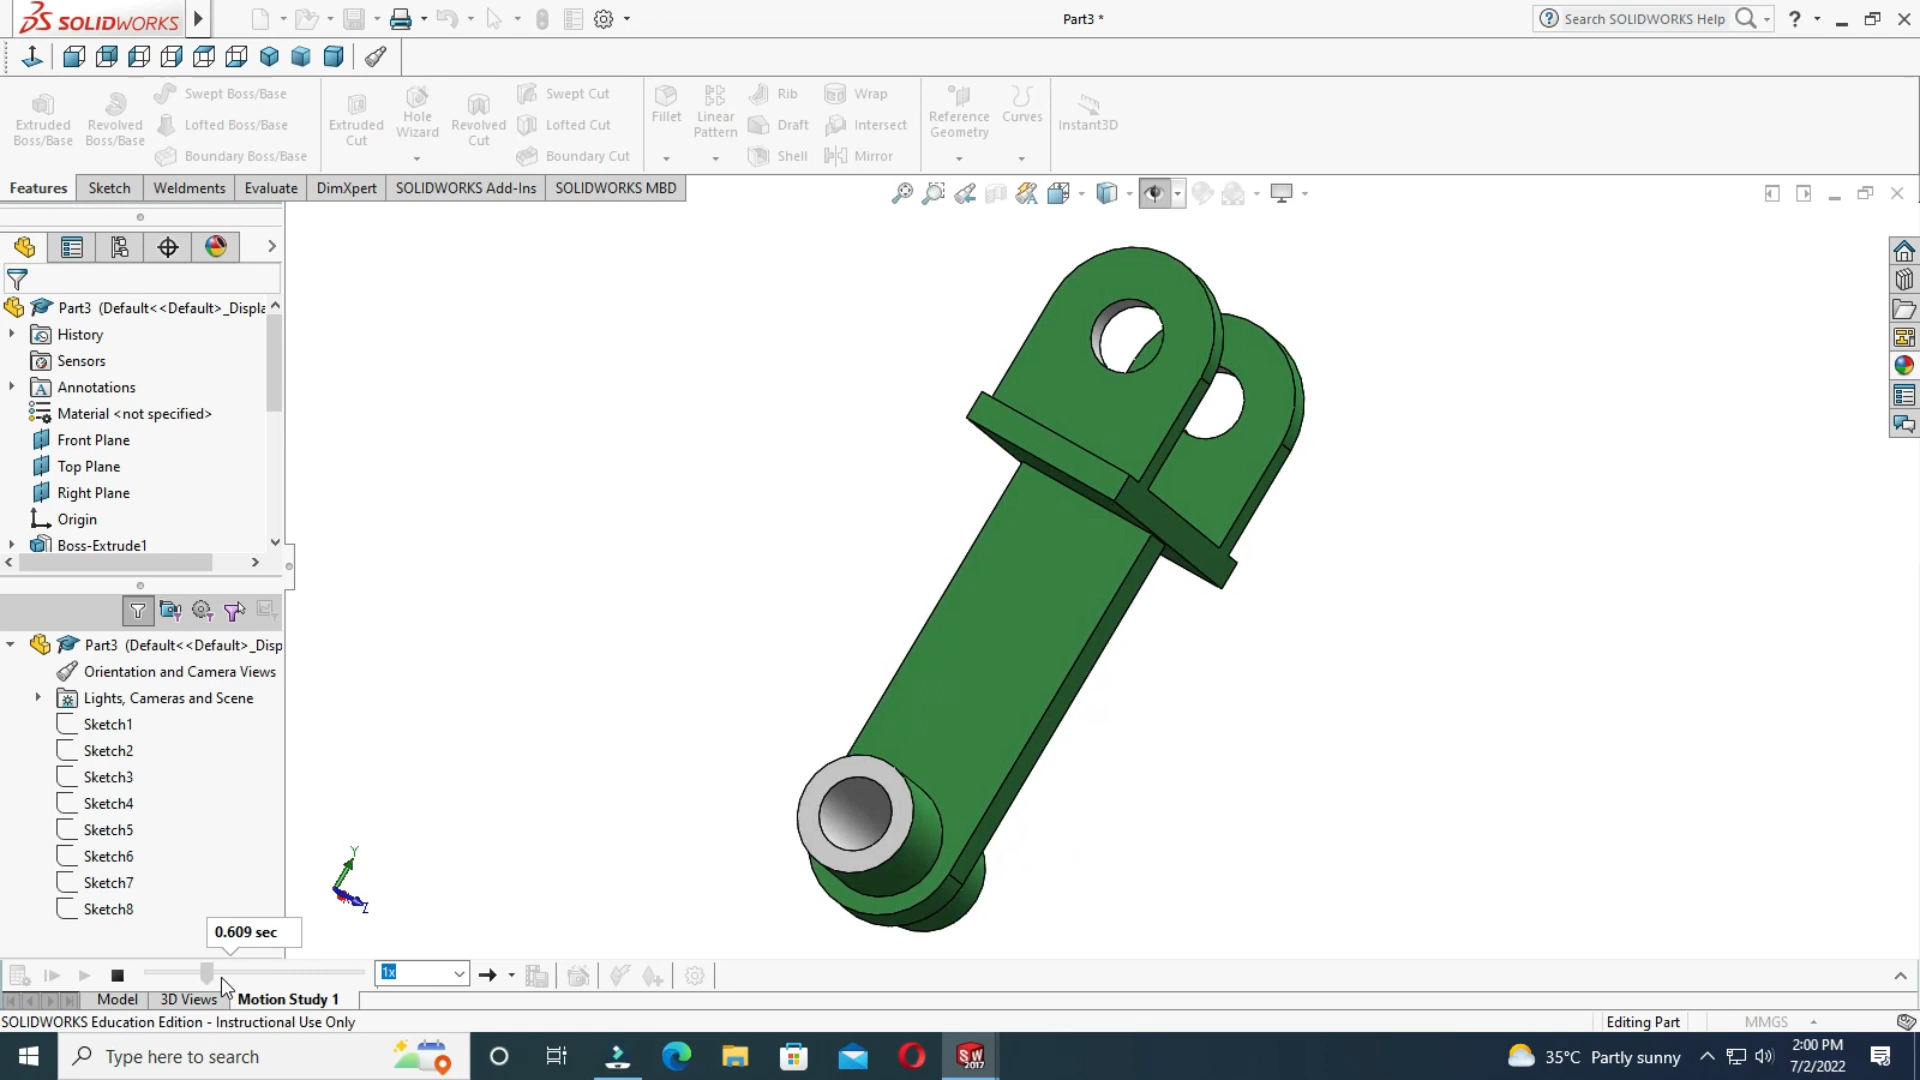 SOLIDWORKS
Part3 *
Search SOLIDWORKS Help
?
Extruded Boss/Base
Revolved Boss/Base
Swept Boss/Base
Lofted Boss/Base
Boundary Boss/Base
Extruded Cut
Hole Wizard
Revolved Cut
Swept Cut
Lofted Cut
Boundary Cut
Fillet
Linear Pattern
Rib
Draft
Shell
Wrap
Intersect
Mirror
Reference Geometry
Curves
Instant3D
Features
Sketch
Weldments
Evaluate
DimXpert
SOLIDWORKS Add-Ins
SOLIDWORKS MBD
Part3 (Default<<Default>_Displa
History
Sensors
Annotations
Material <not specified>
Front Plane
Top Plane
Right Plane
Origin
Boss-Extrude1
Part3 (Default<<Default>_Disp
Orientation and Camera Views
Lights, Cameras and Scene
Sketch1
Sketch2
Sketch3
Sketch4
Sketch5
Sketch6
Sketch7
Sketch8
Y
Z
0.609 sec
1x
Model
3D Views
Motion Study 1
SOLIDWORKS Education Edition - Instructional Use Only
Editing Part
MMGS
Type here to search
SW
2017
35°C Partly sunny
2:00 PM
7/2/2022